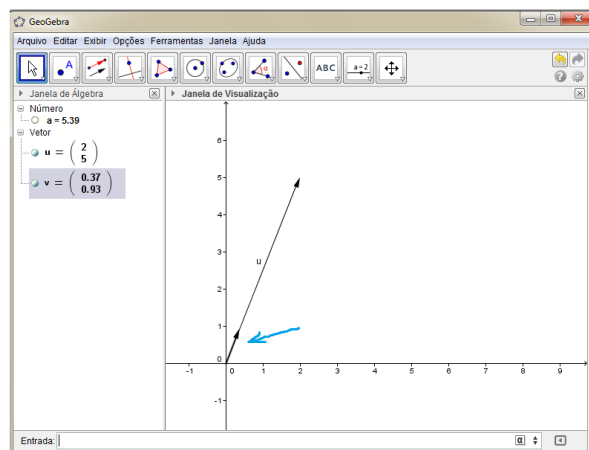 GeoGebra
Arquivo Editar Exibir Opções Ferramentas Janela Ajuda
A
α
ABC
a=2
Janela de Álgebra
Número
a = 5.39
Vetor
u = ( 2 5 )
v = ( 0.37 0.93 )
Janela de Visualização
6
5
4
3
2
1
0
-1
u
-1 0 1 2 3 4 5 6 7 8 9
Entrada:
α